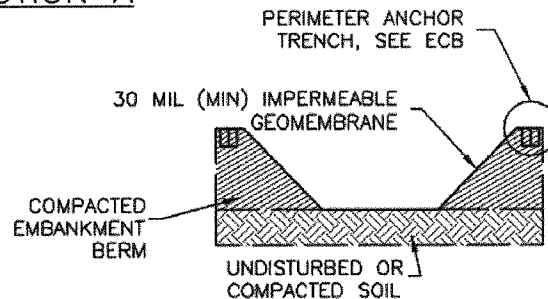 PERIMETER ANCHOR
TRENCH, SEE ECB
30 MIL (MIN) IMPERMEABLE
GEOMEMBRANE
COMPACTED
EMBANKMENT
BERM
UNDISTURBED OR
COMPACTED SOIL